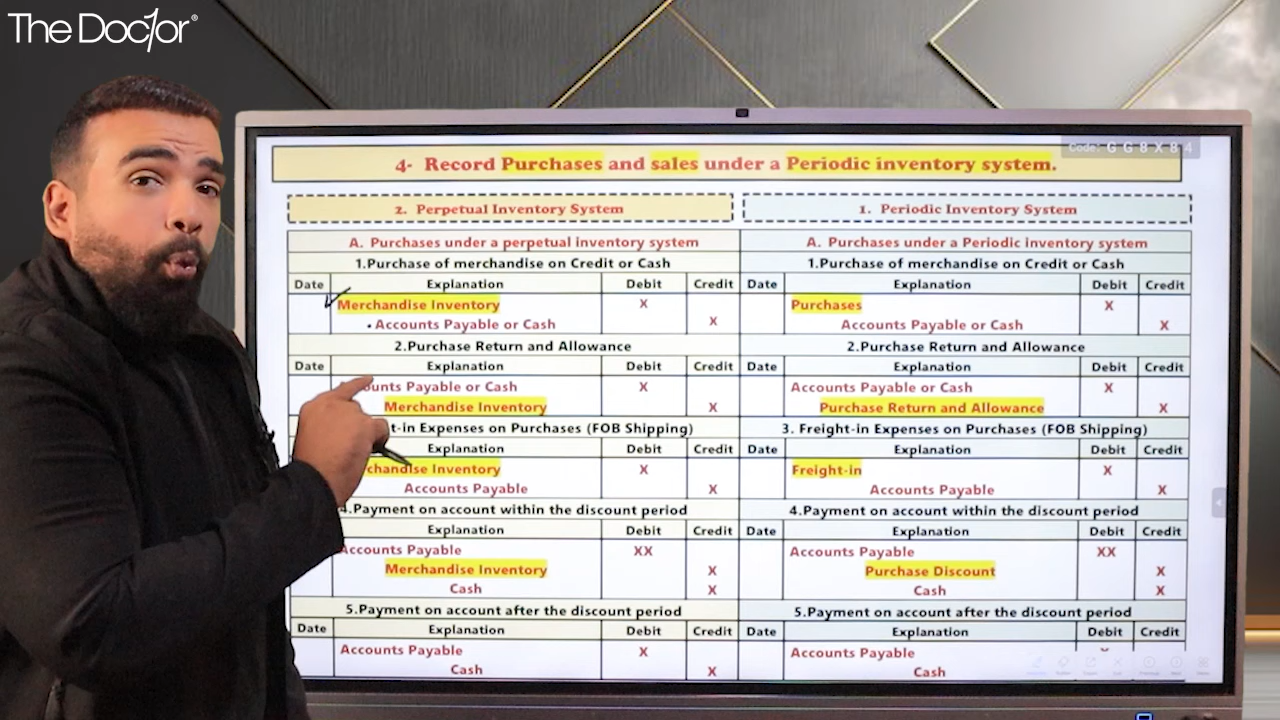 The Doctor®
Code: G G 8 X 8 4
4- Record Purchases and sales under a Periodic inventory system.
2. Perpetual Inventory System
A. Purchases under a perpetual inventory system
1.Purchase of merchandise on Credit or Cash
Date Explanation Debit Credit
Merchandise Inventory X
Accounts Payable or Cash X
2.Purchase Return and Allowance
Date Explanation Debit Credit
ounts Payable or Cash X
Merchandise Inventory X
t-in Expenses on Purchases (FOB Shipping)
Explanation Debit Credit
chandise Inventory X
Accounts Payable X
4.Payment on account within the discount period
Explanation Debit Credit
Accounts Payable XX
Merchandise Inventory X
Cash X
5.Payment on account after the discount period
Date Explanation Debit Credit
Accounts Payable X
Cash X
1. Periodic Inventory System
A. Purchases under a Periodic inventory system
1.Purchase of merchandise on Credit or Cash
Date Explanation Debit Credit
Purchases X
Accounts Payable or Cash X
2.Purchase Return and Allowance
Date Explanation Debit Credit
Accounts Payable or Cash X
Purchase Return and Allowance X
3. Freight-in Expenses on Purchases (FOB Shipping)
Date Explanation Debit Credit
Freight-in X
Accounts Payable X
4.Payment on account within the discount period
Date Explanation Debit Credit
Accounts Payable XX
Purchase Discount X
Cash X
5.Payment on account after the discount period
Date Explanation Debit Credit
Accounts Payable
Cash